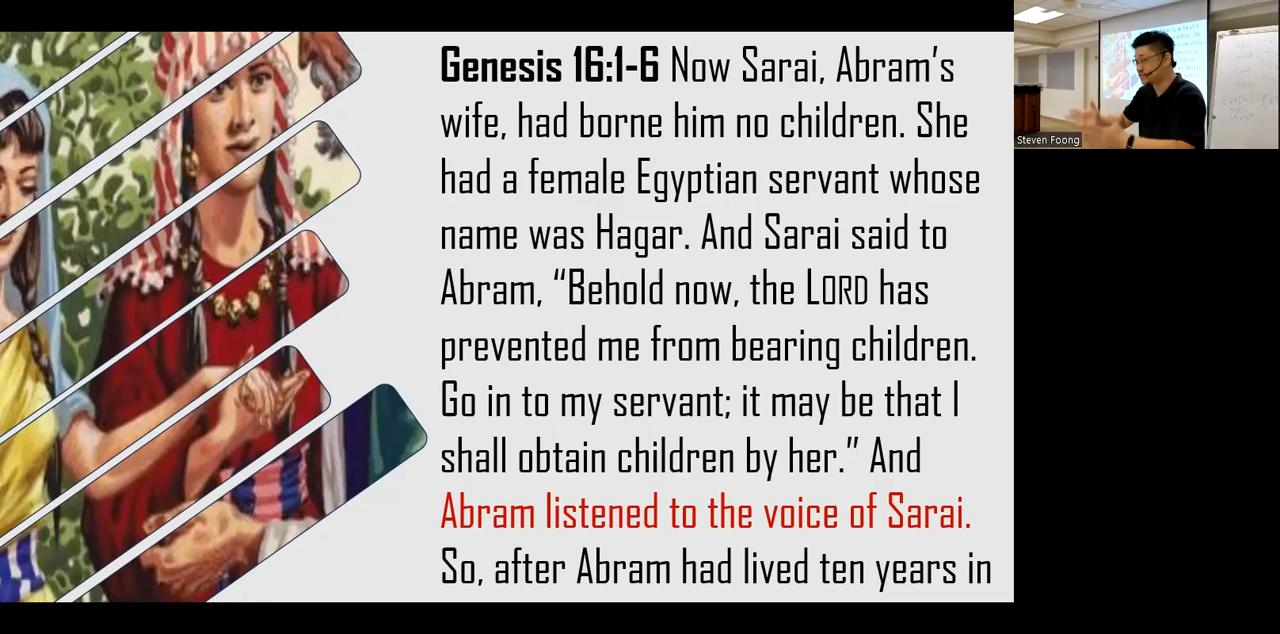 Genesis 16:1-6 Now Sarai, Abram’s
wife, had borne him no children. She
had a female Egyptian servant whose
name was Hagar. And Sarai said to
Abram, “Behold now, the LORD has
prevented me from bearing children.
Go in to my servant; it may be that I
shall obtain children by her.” And
Abram listened to the voice of Sarai.
So, after Abram had lived ten years in
Steven Foong